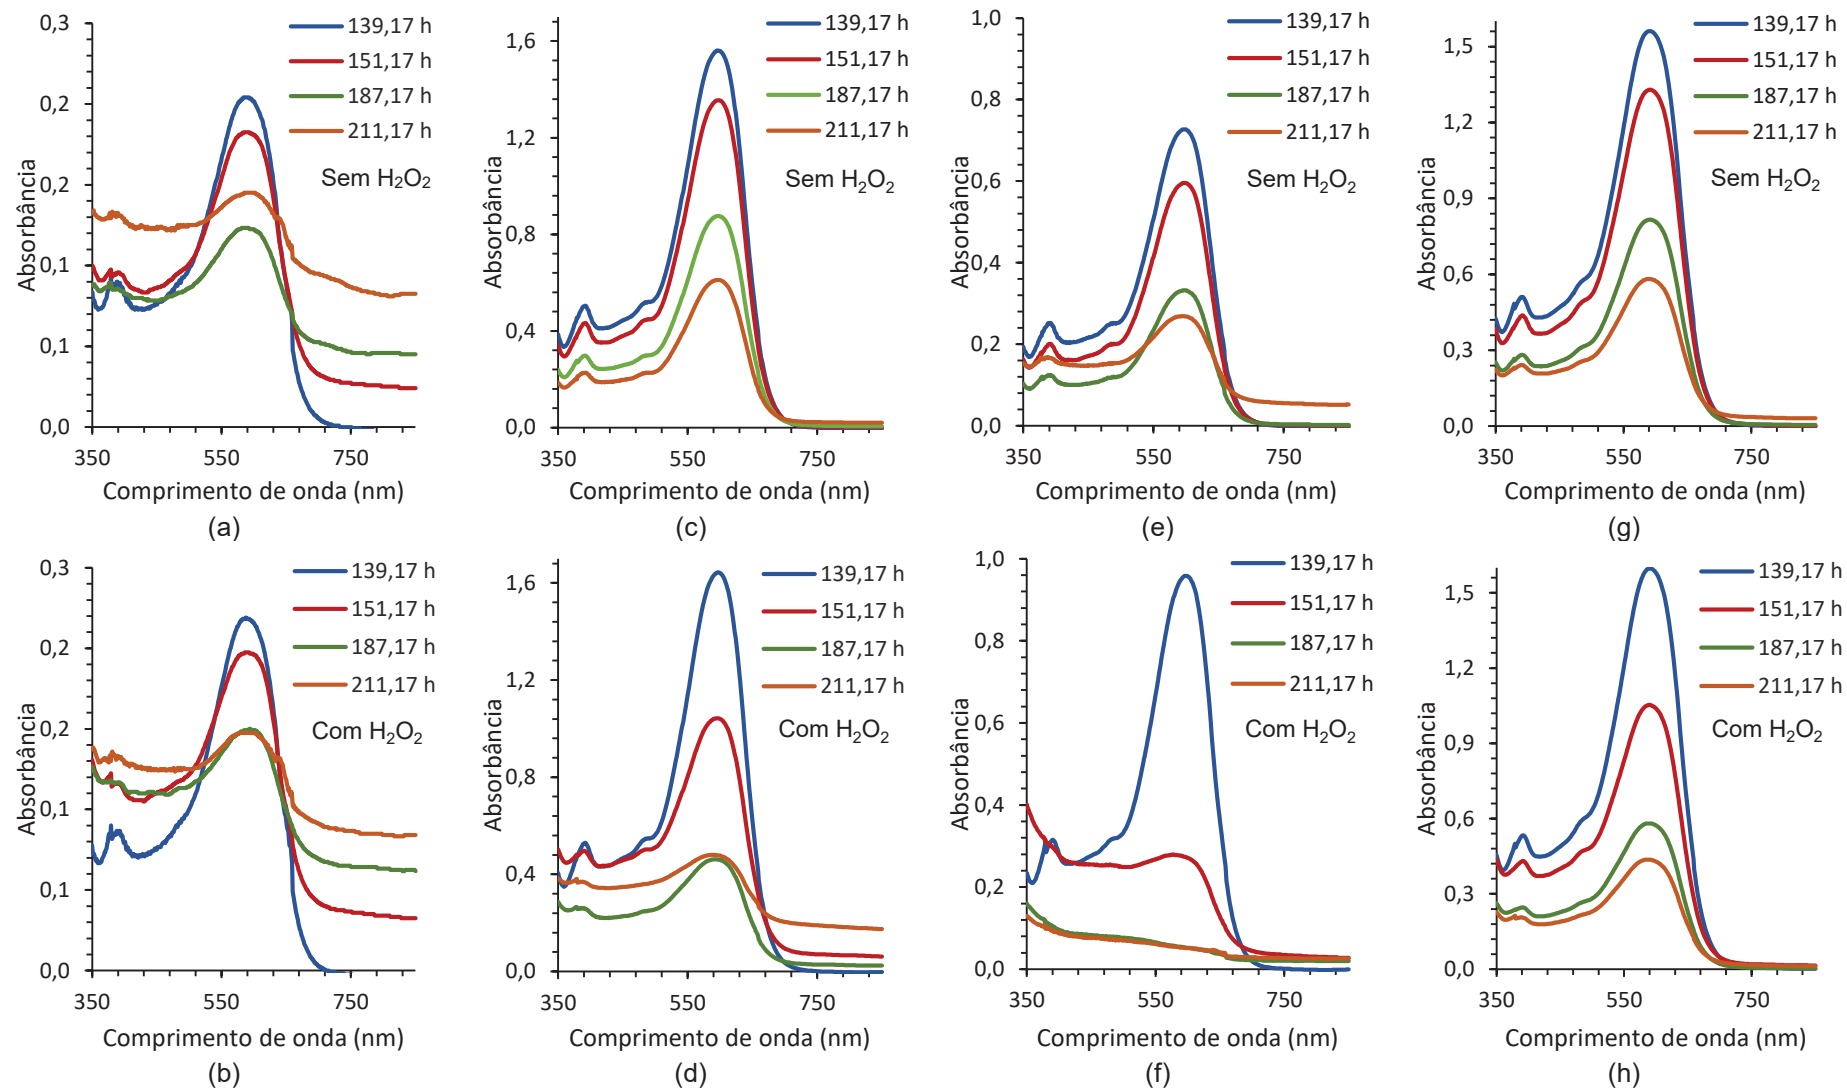 0,3
0,2
0,2
0,1
0,1
0,0
350
550
750
Absorbância
Comprimento de onda (nm)
139,17 h
151,17 h
187,17 h
211,17 h
Sem H₂O₂
(a)
1,6
1,2
0,8
0,4
0,0
350
550
750
Absorbância
Comprimento de onda (nm)
139,17 h
151,17 h
187,17 h
211,17 h
Sem H₂O₂
(c)
1,0
0,8
0,6
0,4
0,2
0,0
350
550
750
Absorbância
Comprimento de onda (nm)
139,17 h
151,17 h
187,17 h
211,17 h
Sem H₂O₂
(e)
1,5
1,2
0,9
0,6
0,3
0,0
350
550
750
Absorbância
Comprimento de onda (nm)
139,17 h
151,17 h
187,17 h
211,17 h
Sem H₂O₂
(g)
0,3
0,2
0,2
0,1
0,1
0,0
350
550
750
Absorbância
Comprimento de onda (nm)
139,17 h
151,17 h
187,17 h
211,17 h
Com H₂O₂
(b)
1,6
1,2
0,8
0,4
0,0
350
550
750
Absorbância
Comprimento de onda (nm)
139,17 h
151,17 h
187,17 h
211,17 h
Com H₂O₂
(d)
1,0
0,8
0,6
0,4
0,2
0,0
350
550
750
Absorbância
Comprimento de onda (nm)
139,17 h
151,17 h
187,17 h
211,17 h
Com H₂O₂
(f)
1,5
1,2
0,9
0,6
0,3
0,0
350
550
750
Absorbância
Comprimento de onda (nm)
139,17 h
151,17 h
187,17 h
211,17 h
Com H₂O₂
(h)